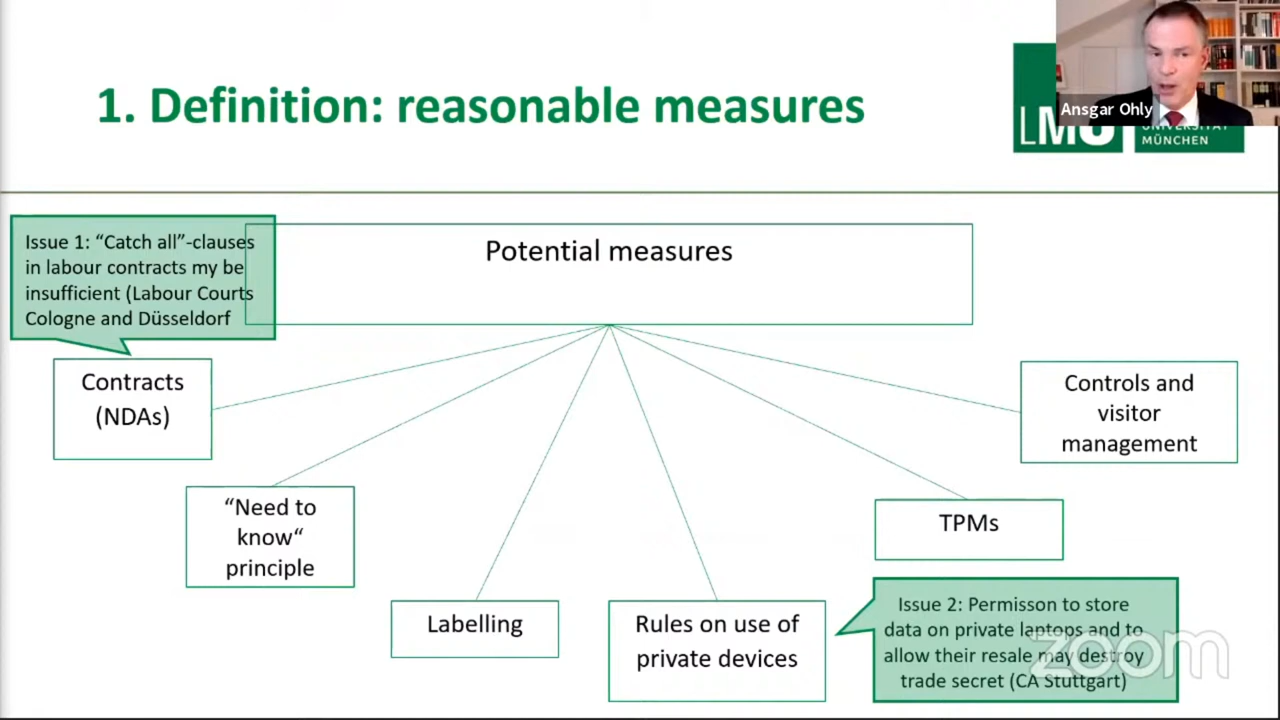 1. Definition: reasonable measures
Ansgar Ohly
LMU
UNIVERSITÄT
MÜNCHEN
Issue 1: “Catch all”-clauses
in labour contracts my be
insufficient (Labour Courts
Cologne and Düsseldorf
Potential measures
Contracts
(NDAs)
Controls and
visitor
management
“Need to
know“
principle
TPMs
Labelling
Rules on use of
private devices
Issue 2: Permisson to store
data on private laptops and to
allow their resale may destroy
trade secret (CA Stuttgart)
zoom